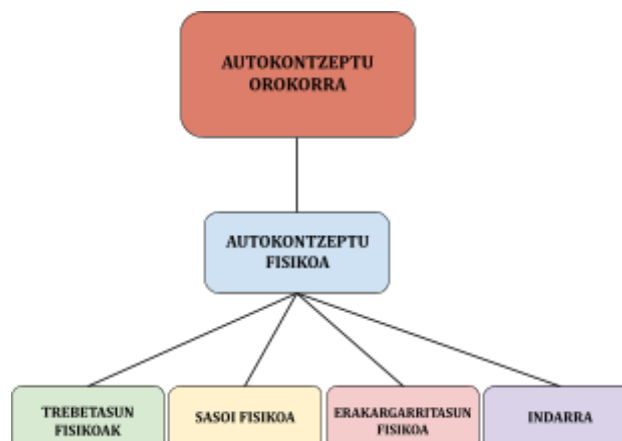 AUTOKONTZEPTU
OROKORRA
AUTOKONTZEPTU
FISIKOA
TREBETASUN
FISIKOAK
SASOI FISIKOA
ERAKARGARRITASUN
FISIKOA
INDARRA